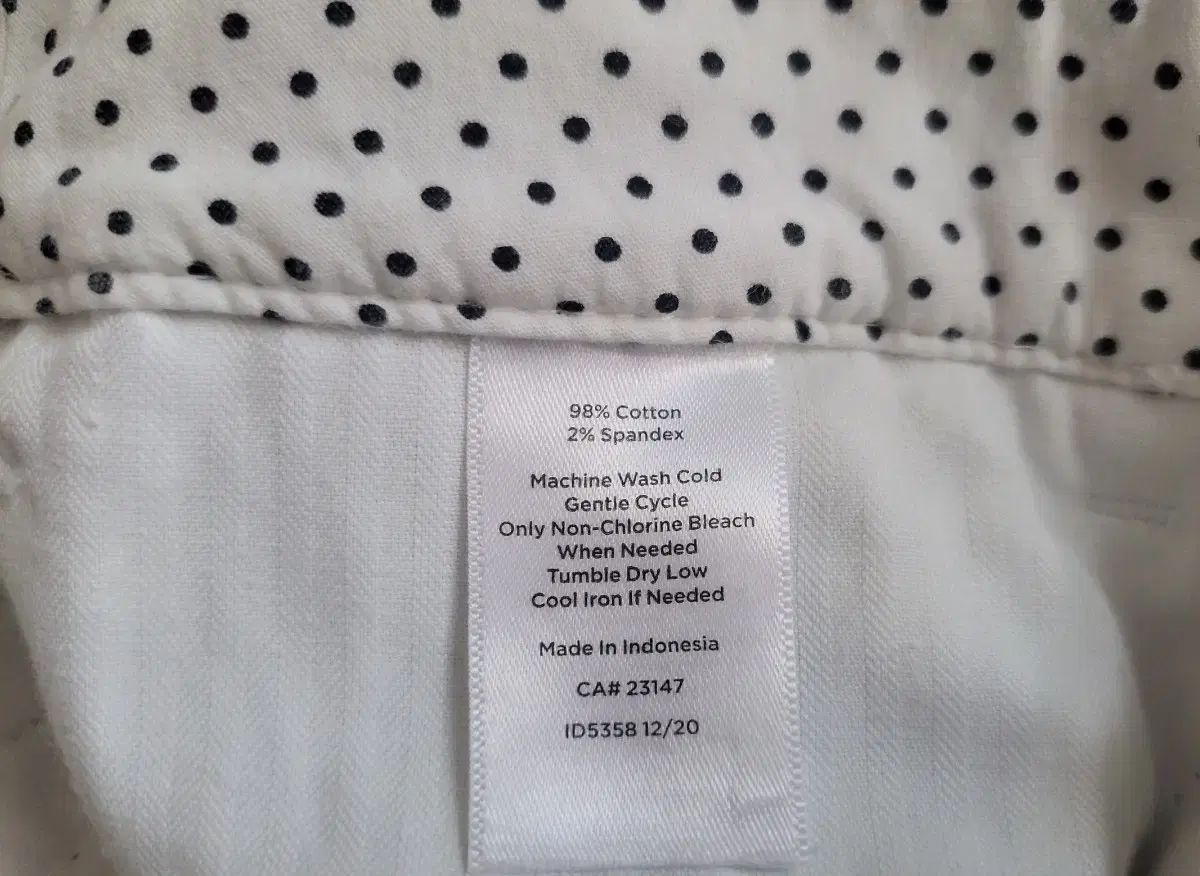 98% Cotton
2% Spandex
Machine Wash Cold
Gentle Cycle
Only Non-Chlorine Bleach
When Needed
Tumble Dry Low
Cool Iron If Needed
Made In Indonesia
CA# 23147
ID5358 12/20